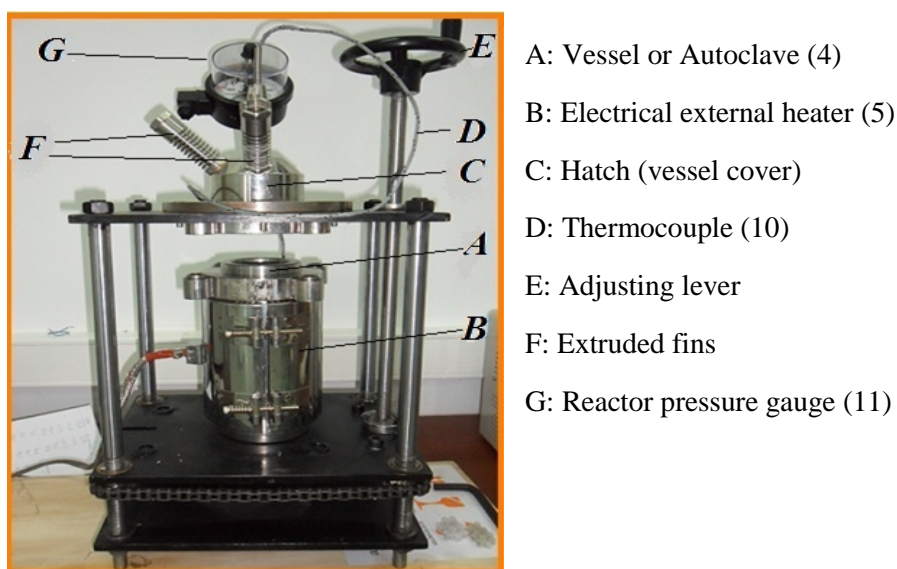 G
E
F
D
C
A
B
A: Vessel or Autoclave (4)
B: Electrical external heater (5)
C: Hatch (vessel cover)
D: Thermocouple (10)
E: Adjusting lever
F: Extruded fins
G: Reactor pressure gauge (11)